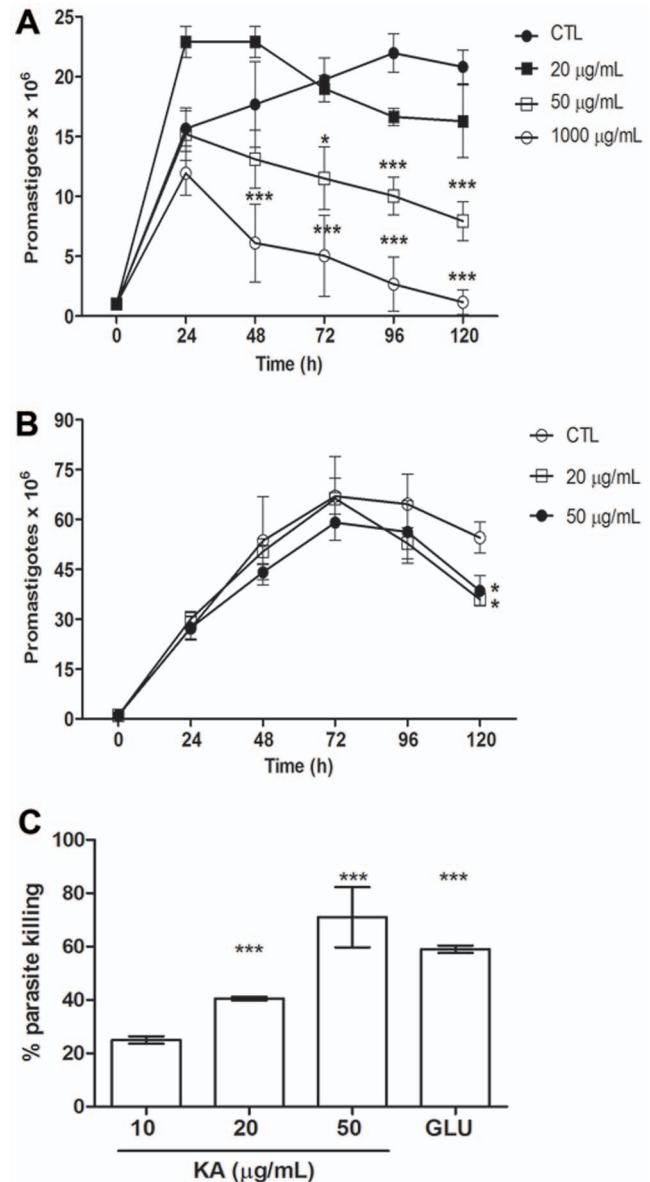 A
25
20
15
10
5
0
Promastigotes x 10⁶
0 24 48 72 96 120
Time (h)
CTL
20 µg/mL
50 µg/mL
1000 µg/mL
*
***
***
***
***
***
***
***
B
90
75
60
45
30
15
0
Promastigotes x 10⁶
0 24 48 72 96 120
Time (h)
CTL
20 µg/mL
50 µg/mL
*
*
C
100
80
60
40
20
0
% parasite killing
***
***
***
10 20 50 GLU
KA (µg/mL)